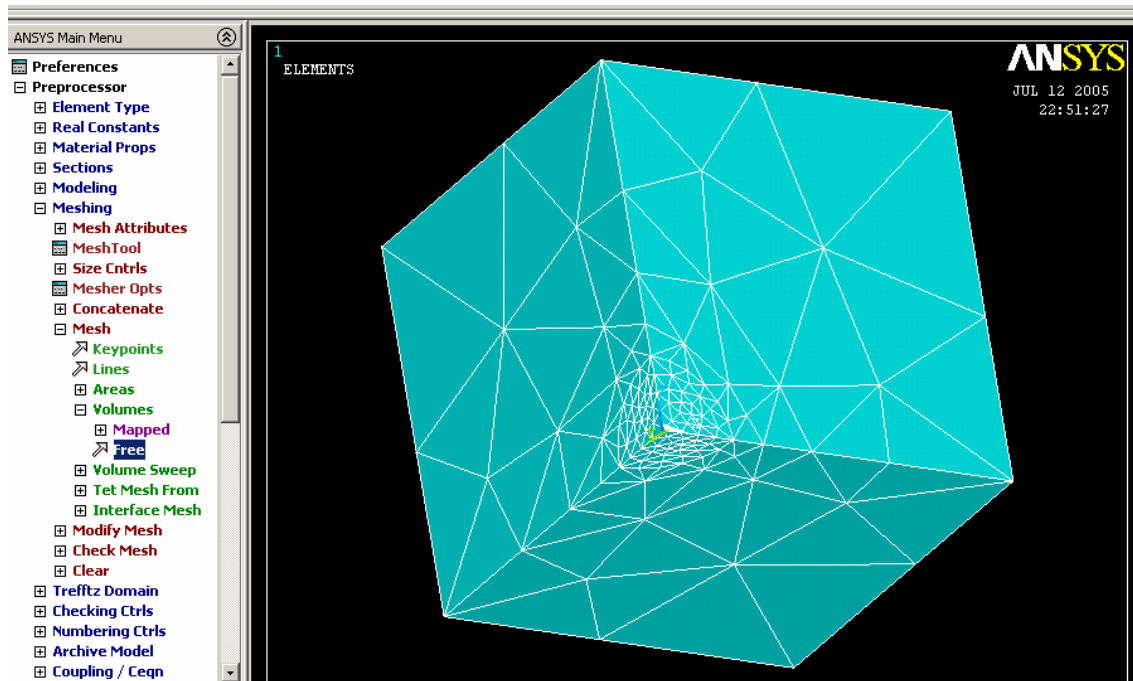 ANSYS Main Menu
Preferences
Preprocessor
Element Type
Real Constants
Material Props
Sections
Modeling
Meshing
Mesh Attributes
MeshTool
Size Cntrls
Mesher Opts
Concatenate
Mesh
Keypoints
Lines
Areas
Volumes
Mapped
Free
Volume Sweep
Tet Mesh From
Interface Mesh
Modify Mesh
Check Mesh
Clear
Trefftz Domain
Checking Ctrls
Numbering Ctrls
Archive Model
Coupling / Ceqn
1
ELEMENTS
ANSYS
JUL 12 2005
22:51:27